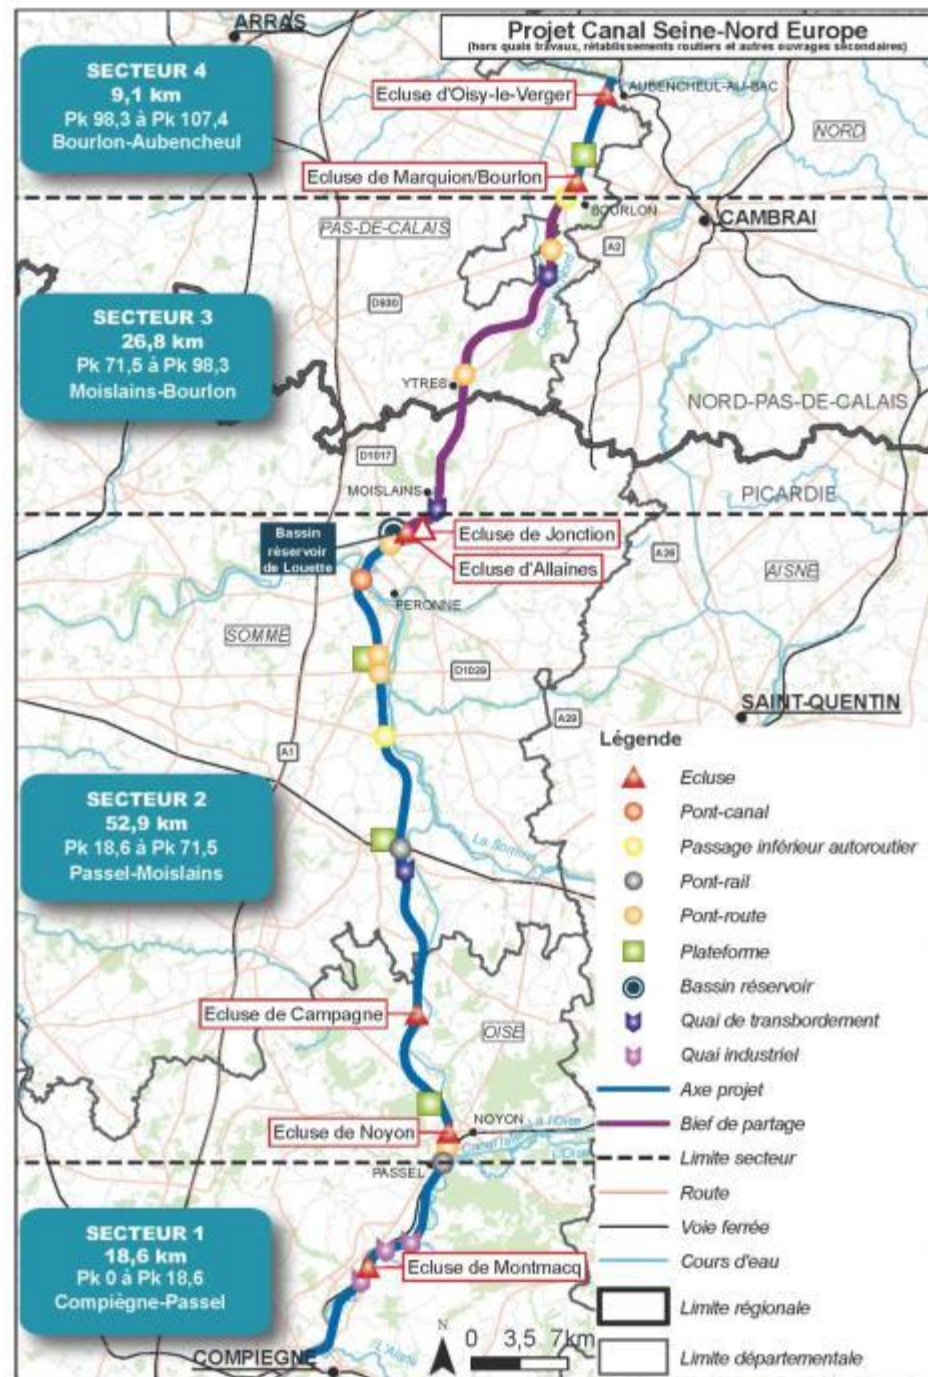 Projet Canal Seine-Nord Europe
(hors quais travaux, rétablissements routiers et autres ouvrages secondaires)
ARRAS
SECTEUR 4
9,1 km
Pk 98,3 à Pk 107,4
Bourlon-Aubencheul
Ecluse d'Oisy-le-Verger
AUBENCHEUL-AU-BAC
NORD
Ecluse de Marquion/Bourlon
BOURLON
CAMBRAI
PAS-DE-CALAIS
A2
SECTEUR 3
26,8 km
Pk 71,5 à Pk 98,3
Moislains-Bourlon
D930
YTRES
NORD-PAS-DE-CALAIS
D1017
MOISLAINS
PICARDIE
Bassin
réservoir
de Louette
Ecluse de Jonction
Ecluse d'Allaines
A26
AISNE
PERONNE
SOMME
D1029
SAINT-QUENTIN
A29
A1
SECTEUR 2
52,9 km
Pk 18,6 à Pk 71,5
Passel-Moislains
La Somme
Ecluse de Campagne
OISE
NOYON
Ecluse de Noyon
PASSEL
SECTEUR 1
18,6 km
Pk 0 à Pk 18,6
Compiègne-Passel
Ecluse de Montmacq
COMPIEGNE
N
0 3,5 7km
Légende
Ecluse
Pont-canal
Passage inférieur autoroutier
Pont-rail
Pont-route
Plateforme
Bassin réservoir
Quai de transbordement
Quai industriel
Axe projet
Bief de partage
Limite secteur
Route
Voie ferrée
Cours d'eau
Limite régionale
Limite départementale